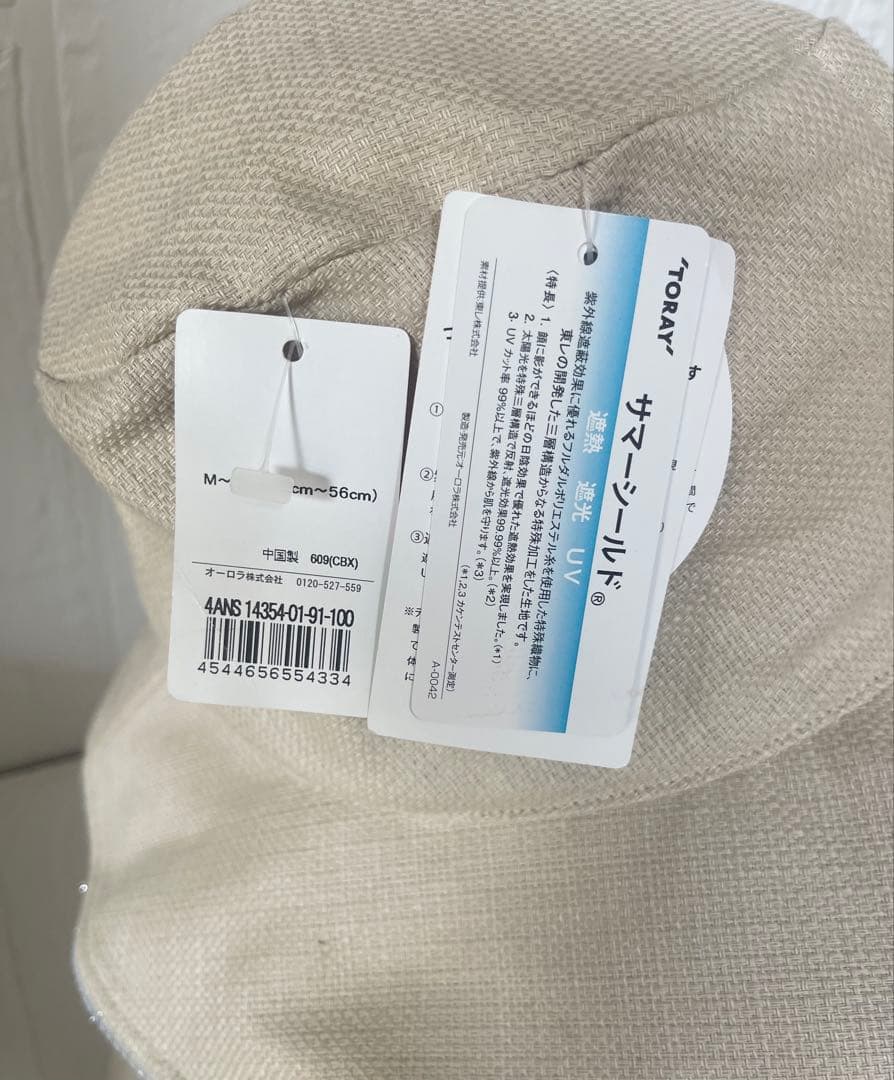 M～ cm～56cm）
中国製 609(CBX)
オーロラ株式会社 0120-527-559
4ANS 14354-01-91-100
4544656554334
'TORAY' サマーシールド®
遮熱 遮光 UV
紫外線遮蔽効果に優れるフルダルポリエステル糸を使用した特殊織物に、
東レの開発した三層構造からなる特殊加工をした生地です。
〈特長〉1. 顔に影ができるほどの日陰効果で優れた遮熱効果を実現しました。(*1)
2. 太陽光を特殊三層構造で反射、遮光効果99.99%以上。(*2)
3. UVカット率99%以上で、紫外線から肌を守ります。(*3)
(*1,2,3 カケンテストセンター測定)
素材提供:東レ株式会社 製造・発売元:オーロラ株式会社 A-0042
①
②
③
※